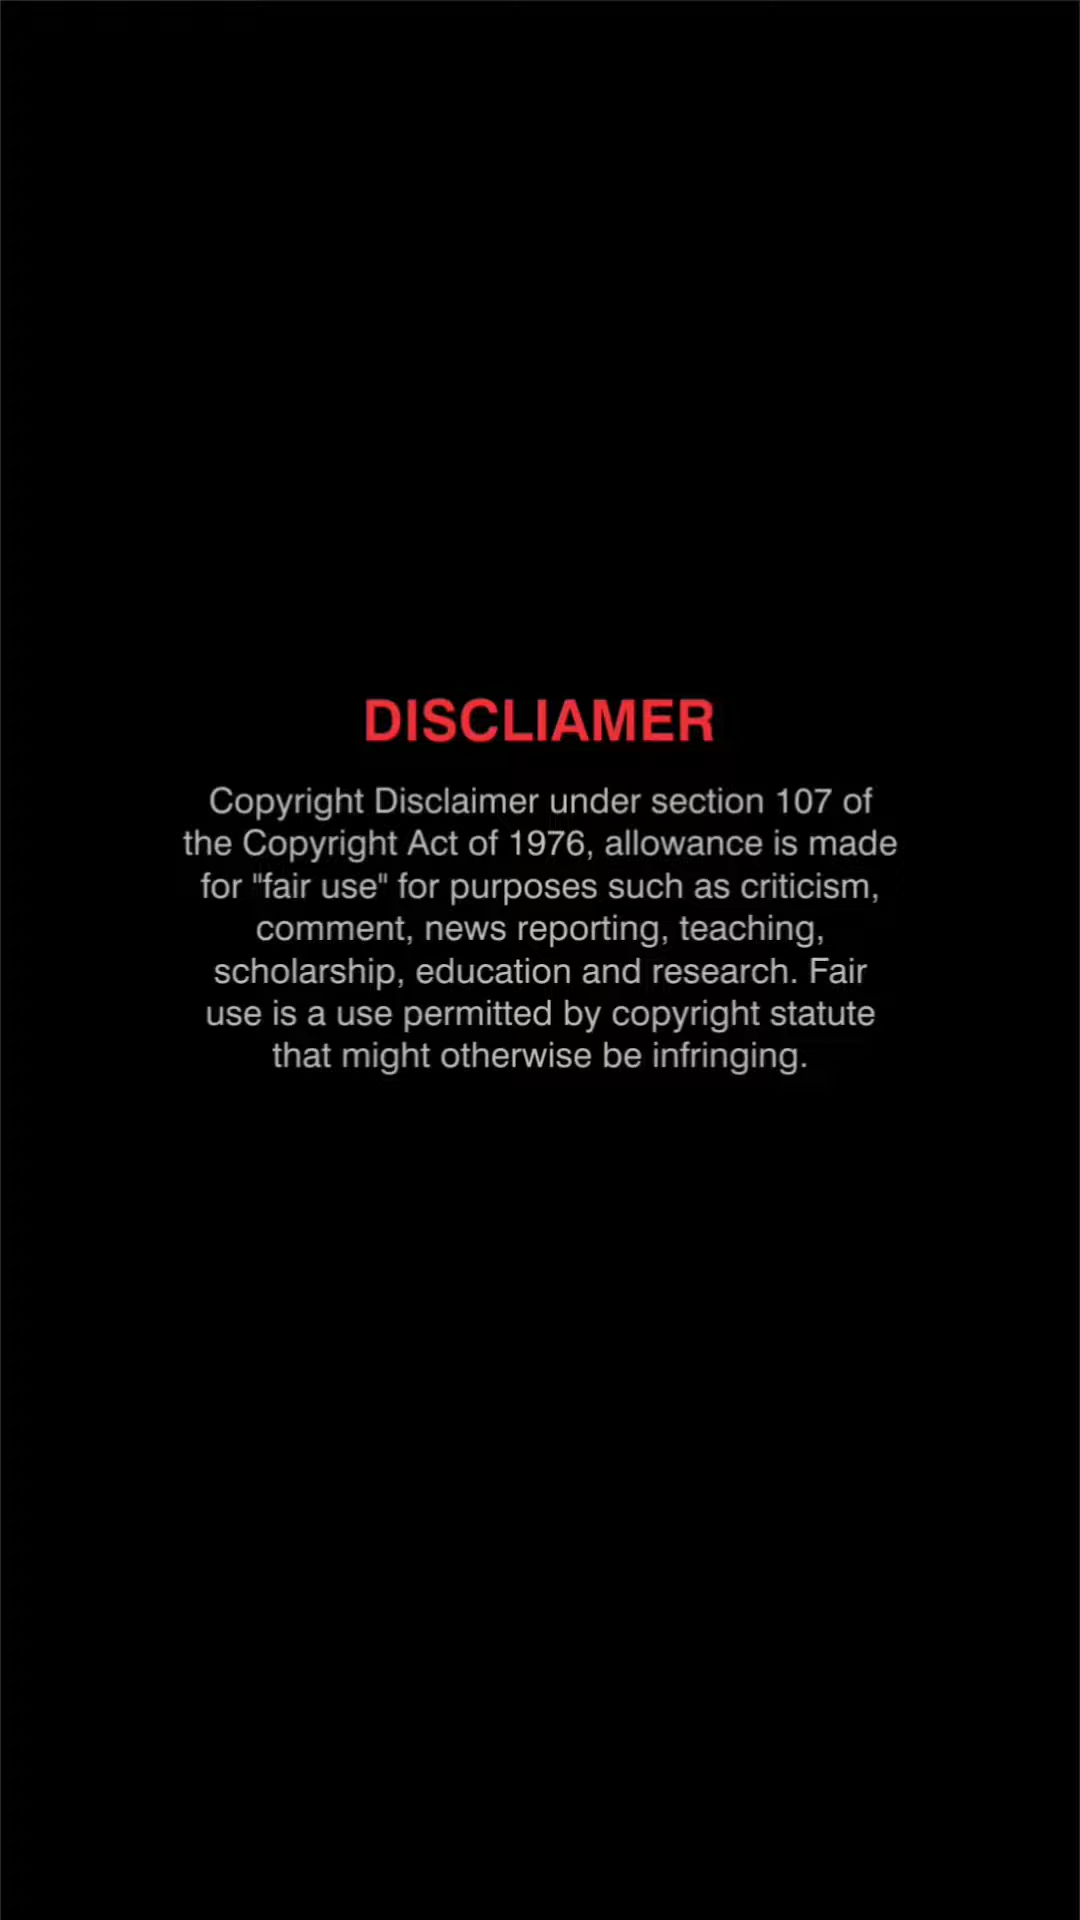 DISCLIAMER
Copyright Disclaimer under section 107 of
the Copyright Act of 1976, allowance is made
for "fair use" for purposes such as criticism,
comment, news reporting, teaching,
scholarship, education and research. Fair
use is a use permitted by copyright statute
that might otherwise be infringing.